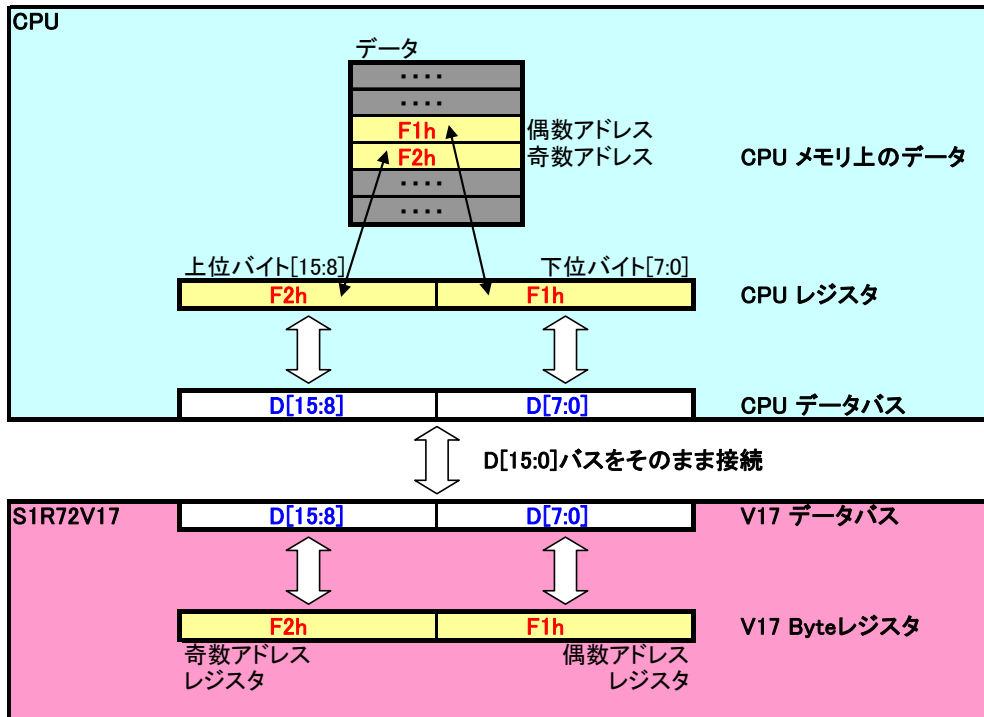 CPU
データ
････
････
F1h 偶数アドレス
F2h 奇数アドレス CPU メモリ上のデータ
････
････
上位バイト[15:8] 下位バイト[7:0]
F2h F1h CPU レジスタ
D[15:8] D[7:0] CPU データバス
D[15:0]バスをそのまま接続
S1R72V17 D[15:8] D[7:0] V17 データバス
F2h F1h V17 Byteレジスタ
奇数アドレス 偶数アドレス
レジスタ レジスタ